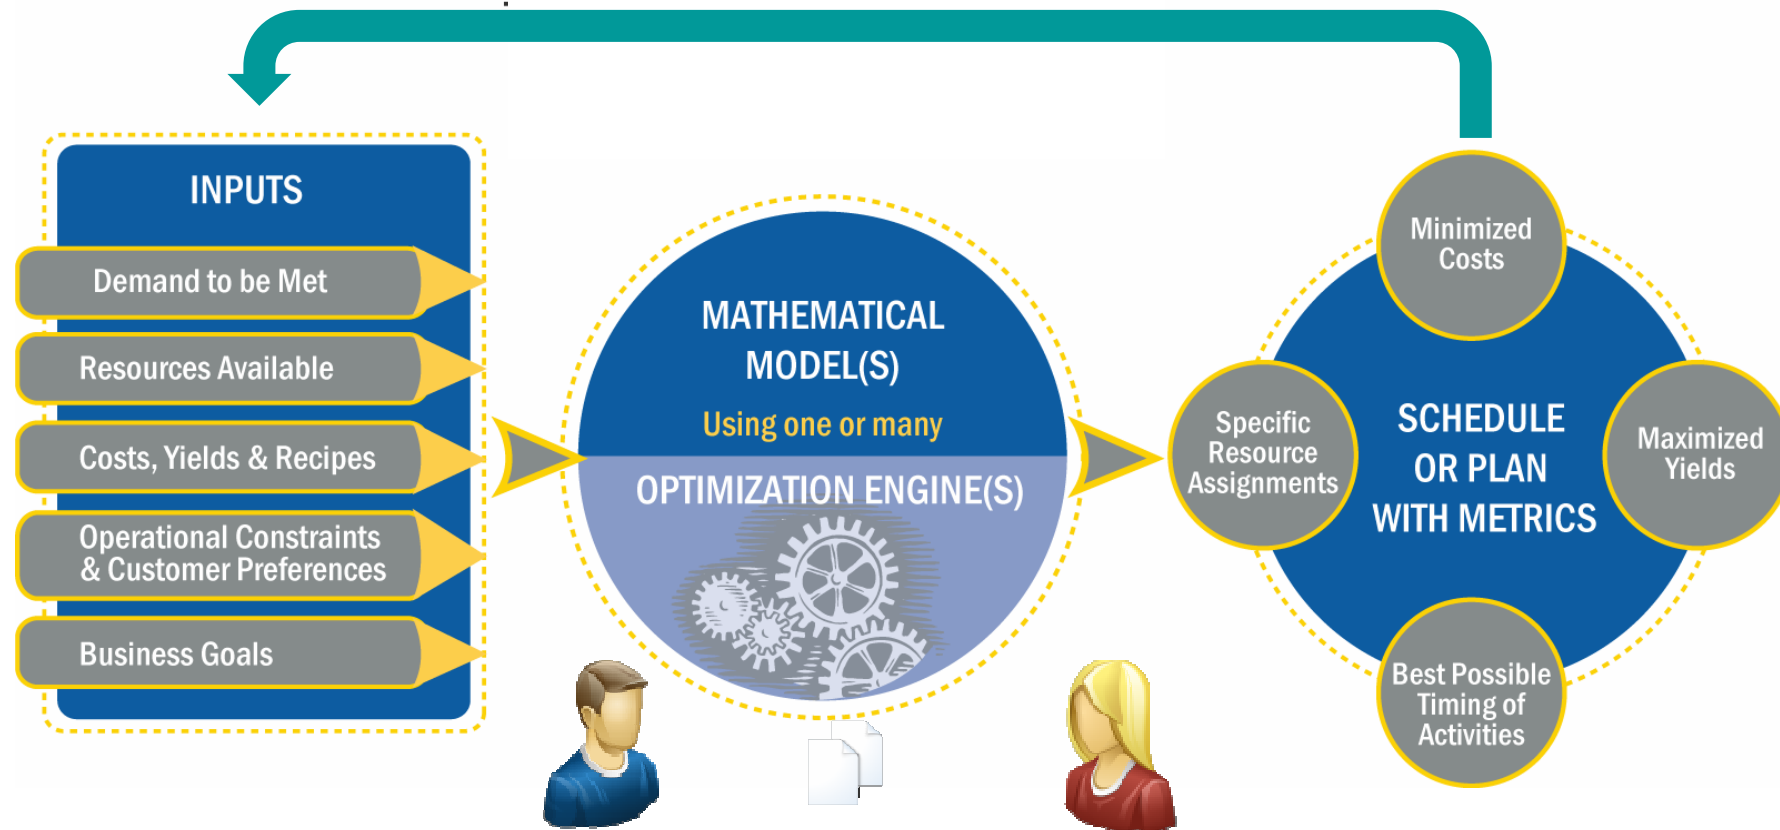 INPUTS
Demand to be Met
Resources Available
Costs, Yields & Recipes
Operational Constraints
& Customer Preferences
Business Goals
MATHEMATICAL
MODEL(S)
Using one or many
OPTIMIZATION ENGINE(S)
Minimized
Costs
Specific
Resource
Assignments
SCHEDULE
OR PLAN
WITH METRICS
Maximized
Yields
Best Possible
Timing of
Activities